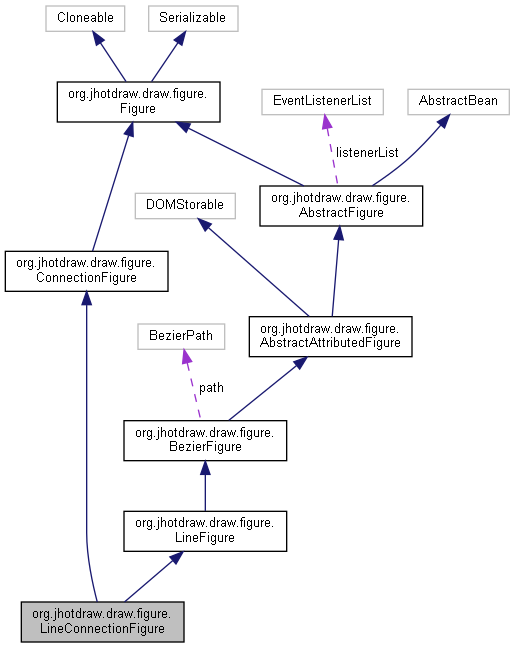 Cloneable
Serializable
org.jhotdraw.draw.figure.
Figure
EventListenerList
AbstractBean
listenerList
DOMStorable
org.jhotdraw.draw.figure.
AbstractFigure
org.jhotdraw.draw.figure.
ConnectionFigure
BezierPath
org.jhotdraw.draw.figure.
AbstractAttributedFigure
path
org.jhotdraw.draw.figure.
BezierFigure
org.jhotdraw.draw.figure.
LineFigure
org.jhotdraw.draw.figure.
LineConnectionFigure